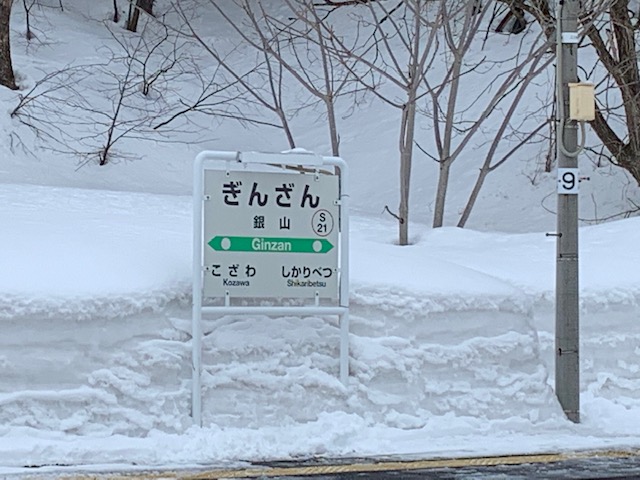 ぎんざん
銀山
S
21
Ginzan
こざわ しかりべつ
Kozawa Shikaribetsu
9